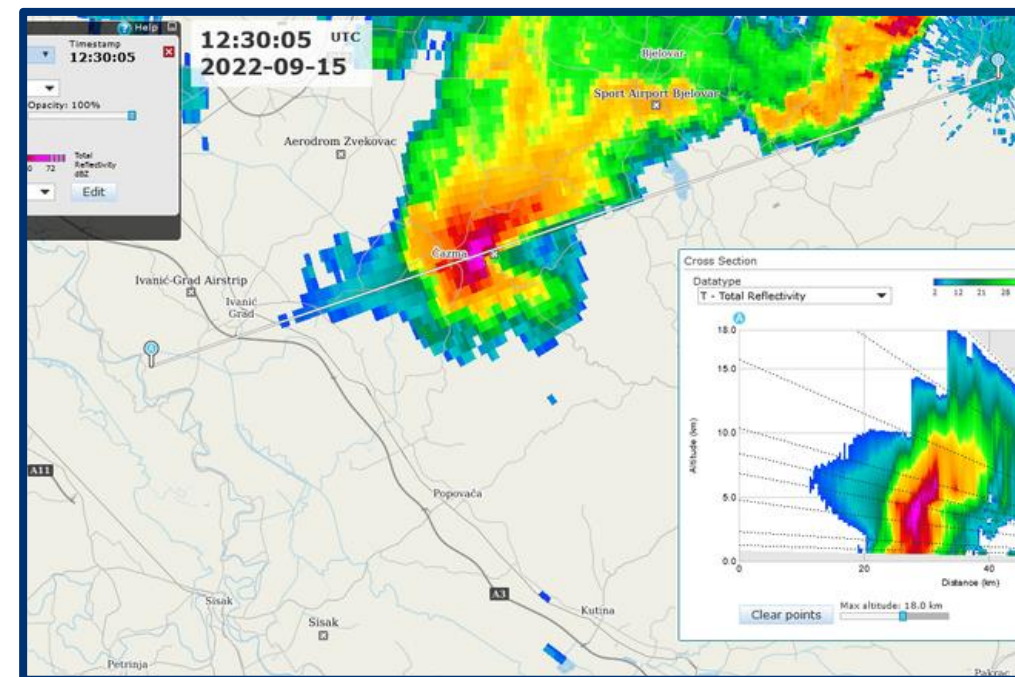 Help
Timestamp
12:30:05
Opacity: 100%
72
Total
Reflectivity
dBZ
Edit
12:30:05 UTC
2022-09-15
Bjelovar
Sport Airport Bjelovar
Aerodrom Zvekovac
Čazma
Ivanić-Grad Airstrip
Ivanić
Grad
A11
Popovača
A3
Kutina
Sisak
Sisak
Petrinja
Pakrac
Cross Section
Datatype
T - Total Reflectivity
2 12 21 28
A
18.0
15.0
10.0
5.0
0.0
Altitude (km)
0 20 40
Distance (km)
Clear points
Max altitude: 18.0 km